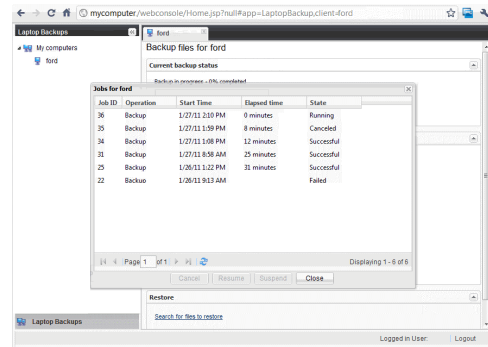 mycomputer/webconsole/Home.jsp?null#app=LaptopBackup,client=ford
Laptop Backups
ford
My computers
ford
Backup files for ford
Current backup status
Backup in progress - 0% completed
Jobs for ford
Job ID Operation Start Time Elapsed time State
36 Backup 1/27/11 2:10 PM 0 minutes Running
35 Backup 1/27/11 1:59 PM 8 minutes Canceled
34 Backup 1/27/11 1:08 PM 12 minutes Successful
31 Backup 1/27/11 8:58 AM 25 minutes Successful
25 Backup 1/26/11 1:22 PM 31 minutes Successful
22 Backup 1/26/11 9:13 AM Failed
Page 1 of 1
Displaying 1 - 6 of 6
Cancel Resume Suspend Close
Restore
Search for files to restore
Laptop Backups
Logged in User: Logout